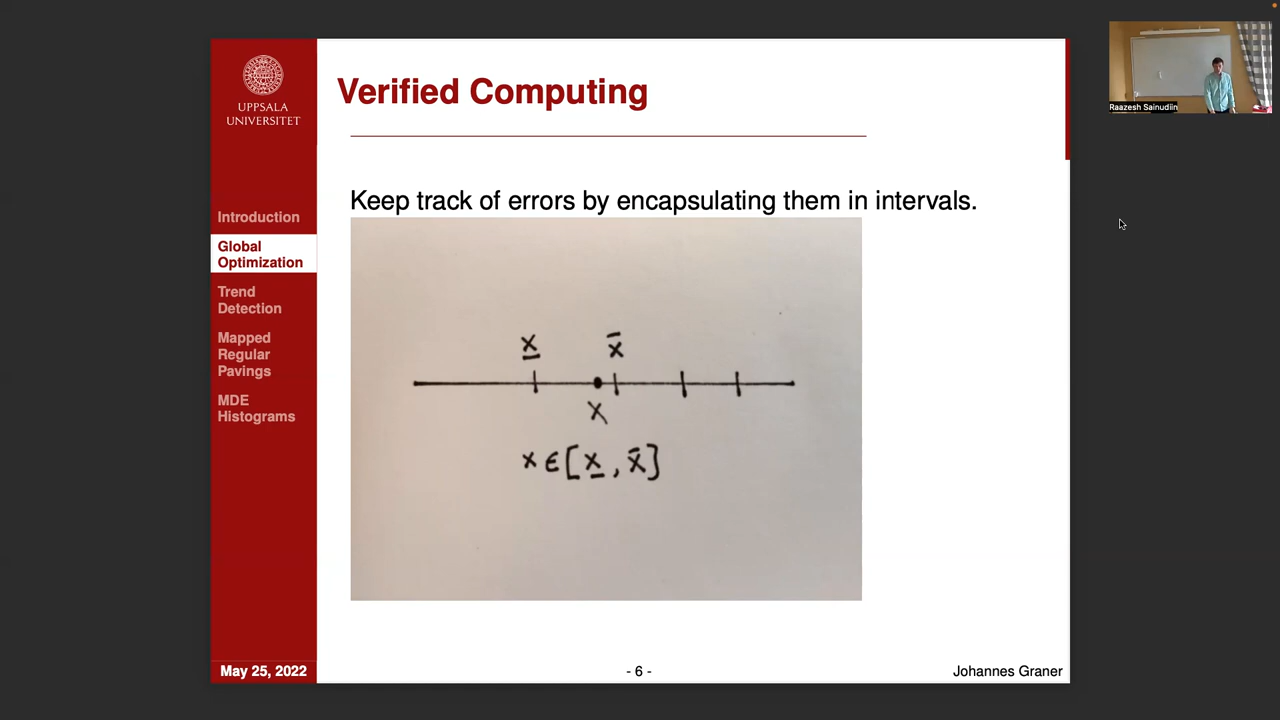 UPPSALA
UNIVERSITET
Verified Computing
Keep track of errors by encapsulating them in intervals.
Introduction
Global
Optimization
Trend
Detection
Mapped
Regular
Pavings
MDE
Histograms
x̲ x̄
x
x ∈ [x̲, x̄]
May 25, 2022
- 6 -
Johannes Graner
Raazesh Sainudiin